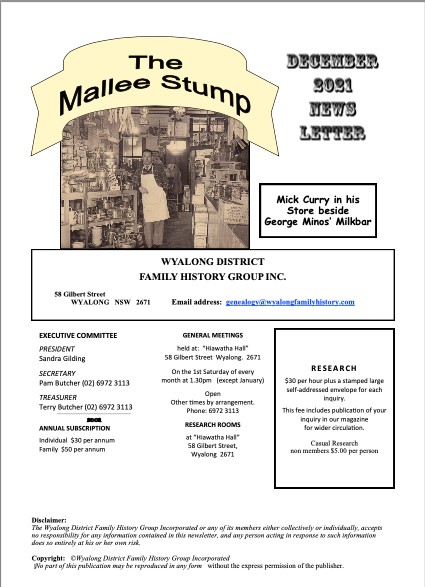 The
Mallee Stump
DECEMBER
2021
NEWS
LETTER
Mick Curry in his
Store beside
George Minos' Milkbar
WYALONG DISTRICT
FAMILY HISTORY GROUP INC.
58 Gilbert Street
WYALONG NSW 2671 Email address: genealogy@wyalongfamilyhistory.com
EXECUTIVE COMMITTEE
PRESIDENT
Sandra Gilding
SECRETARY
Pam Butcher (02) 6972 3113
TREASURER
Terry Butcher (02) 6972 3113
ANNUAL SUBSCRIPTION
Individual $30 per annum
Family $50 per annum
GENERAL MEETINGS
held at: "Hiawatha Hall"
58 Gilbert Street Wyalong. 2671
On the 1st Saturday of every
month at 1.30pm (except January)
Open
Other times by arrangement.
Phone: 6972 3113
RESEARCH ROOMS
at "Hiawatha Hall"
58 Gilbert Street,
Wyalong 2671
RESEARCH
$30 per hour plus a stamped large
self-addressed envelope for each
inquiry.
This fee includes publication of your
inquiry in our magazine
for wider circulation.
Casual Research
non members $5.00 per person
Disclaimer:
The Wyalong District Family History Group Incorporated or any of its members either collectively or individually, accepts
no responsibility for any information contained in this newsletter, and any person acting in response to such information
does so entirely at his or her own risk.
Copyright: ©Wyalong District Family History Group Incorporated
No part of this publication may be reproduced in any form without the express permission of the publisher.